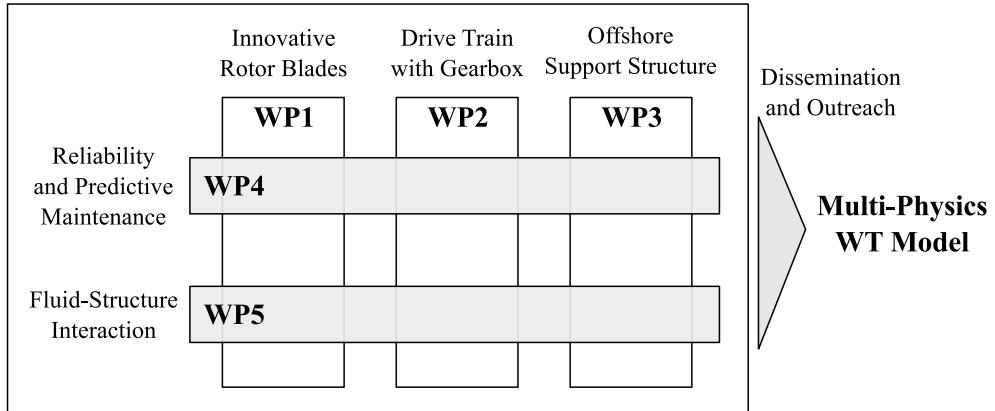 Innovative
Rotor Blades
Drive Train
with Gearbox
Offshore
Support Structure
Dissemination
and Outreach
WP1
WP2
WP3
Reliability
and Predictive
Maintenance
WP4
Multi-Physics
WT Model
Fluid-Structure
Interaction
WP5